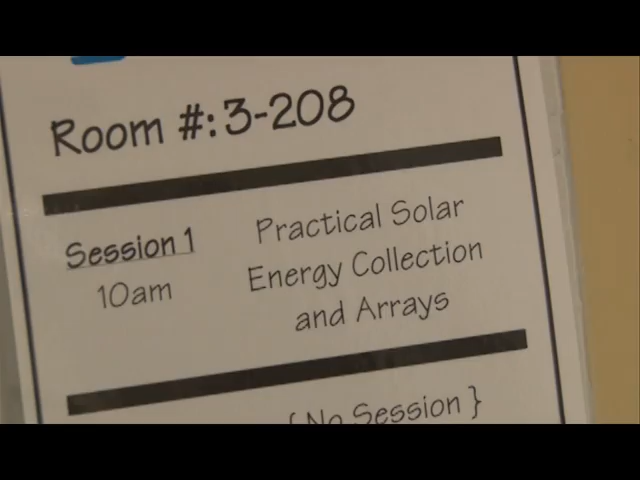 Room #: 3-208
Session 1
10am
Practical Solar
Energy Collection
and Arrays
{ No Session }